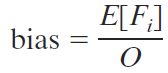 bias = E[F_i] / O